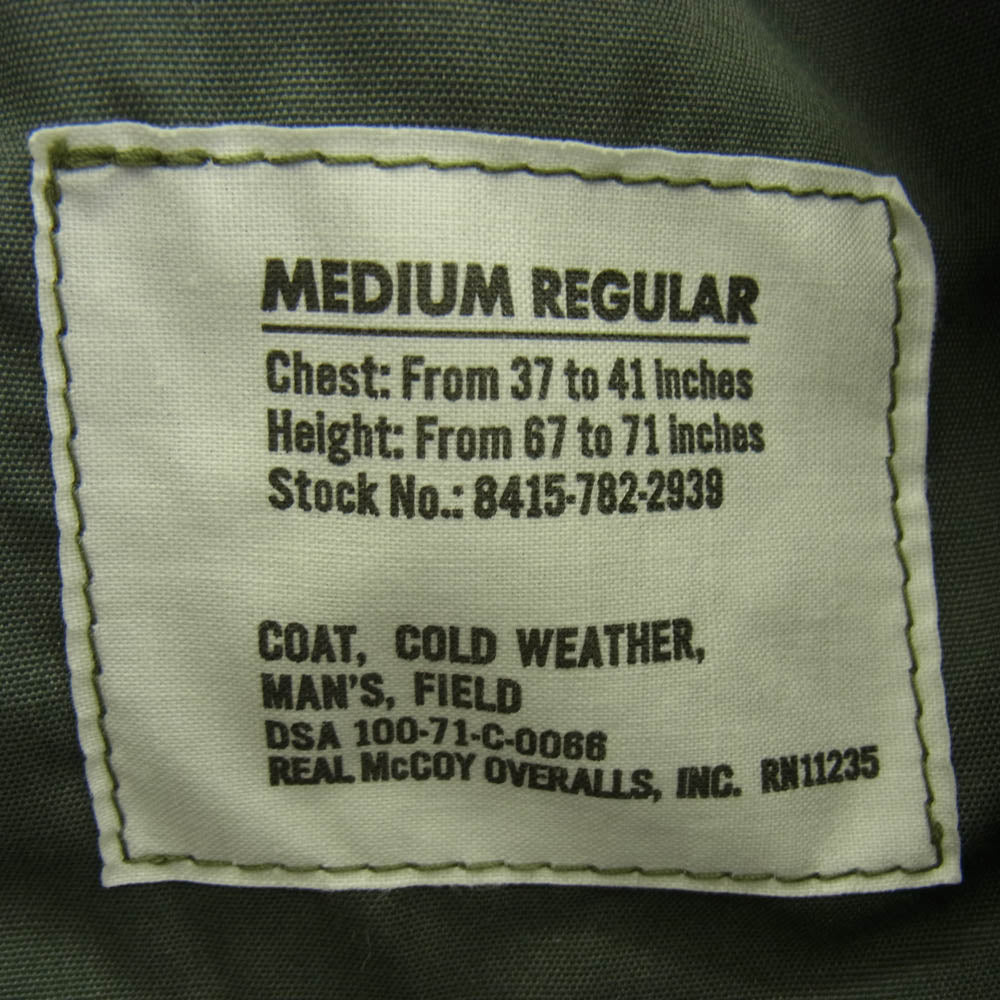 MEDIUM REGULAR
Chest: From 37 to 41 Inches
Height: From 67 to 71 inches
Stock No.: 8415-782-2939
COAT, COLD WEATHER,
MAN'S, FIELD
DSA 100-71-C-0066
REAL McCOY OVERALLS, INC. RN11235